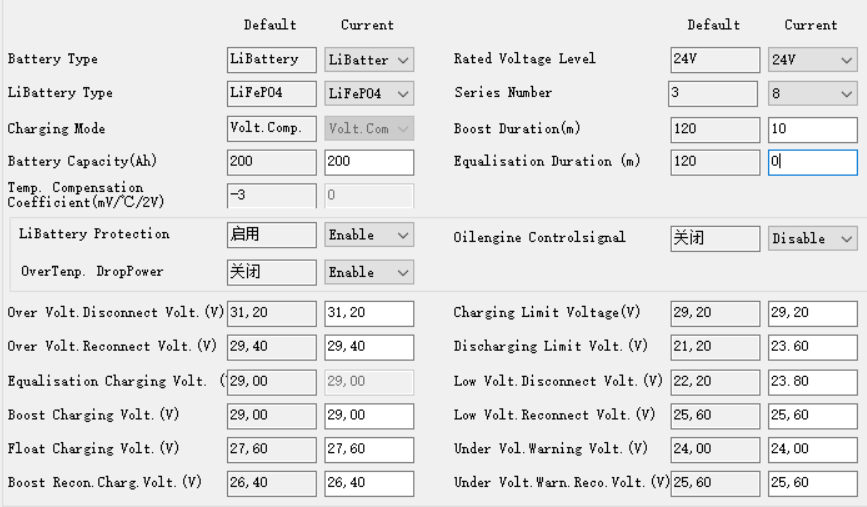 Default Current Default Current
Battery Type LiBattery LiBatter Rated Voltage Level 24V 24V
LiBattery Type LiFePO4 LiFePO4 Series Number 3 8
Charging Mode Volt.Comp. Volt.Com Boost Duration(m) 120 10
Battery Capacity(Ah) 200 200 Equalisation Duration (m) 120 0
Temp. Compensation
Coefficient(mV/℃/2V) -3 0
LiBattery Protection 启用 Enable Oilengine Controlsignal 关闭 Disable
OverTenp. DropPower 关闭 Enable
Over Volt.Disconnect Volt.(V) 31,20 31,20 Charging Limit Voltage(V) 29,20 29,20
Over Volt.Reconnect Volt.(V) 29,40 29,40 Discharging Limit Volt.(V) 21,20 23.60
Equalisation Charging Volt. ( 29,00 29,00 Low Volt.Disconnect Volt.(V) 22,20 23.80
Boost Charging Volt.(V) 29,00 29,00 Low Volt.Reconnect Volt.(V) 25,60 25,60
Float Charging Volt.(V) 27,60 27,60 Under Vol.Warning Volt.(V) 24,00 24,00
Boost Recon.Charg.Volt.(V) 26,40 26,40 Under Volt.Warn.Reco.Volt.(V) 25,60 25,60